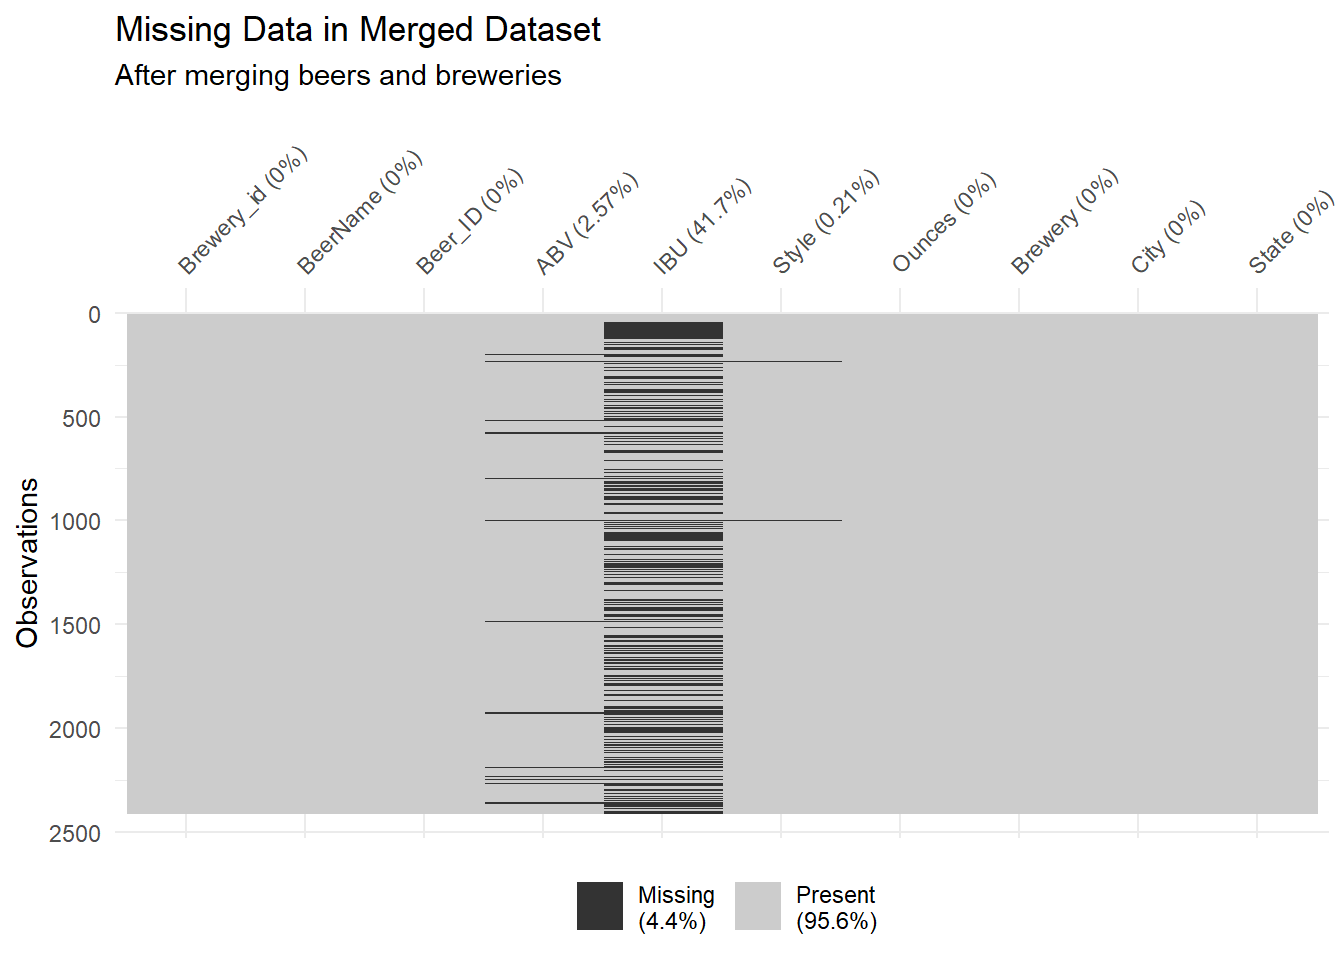 Missing Data in Merged Dataset
After merging beers and breweries
Brewery_id (0%)
BeerName (0%)
Beer_ID (0%)
ABV (2.57%)
IBU (41.7%)
Style (0.21%)
Ounces (0%)
Brewery (0%)
City (0%)
State (0%)
0
500
1000
1500
2000
2500
Observations
Missing
(4.4%)
Present
(95.6%)